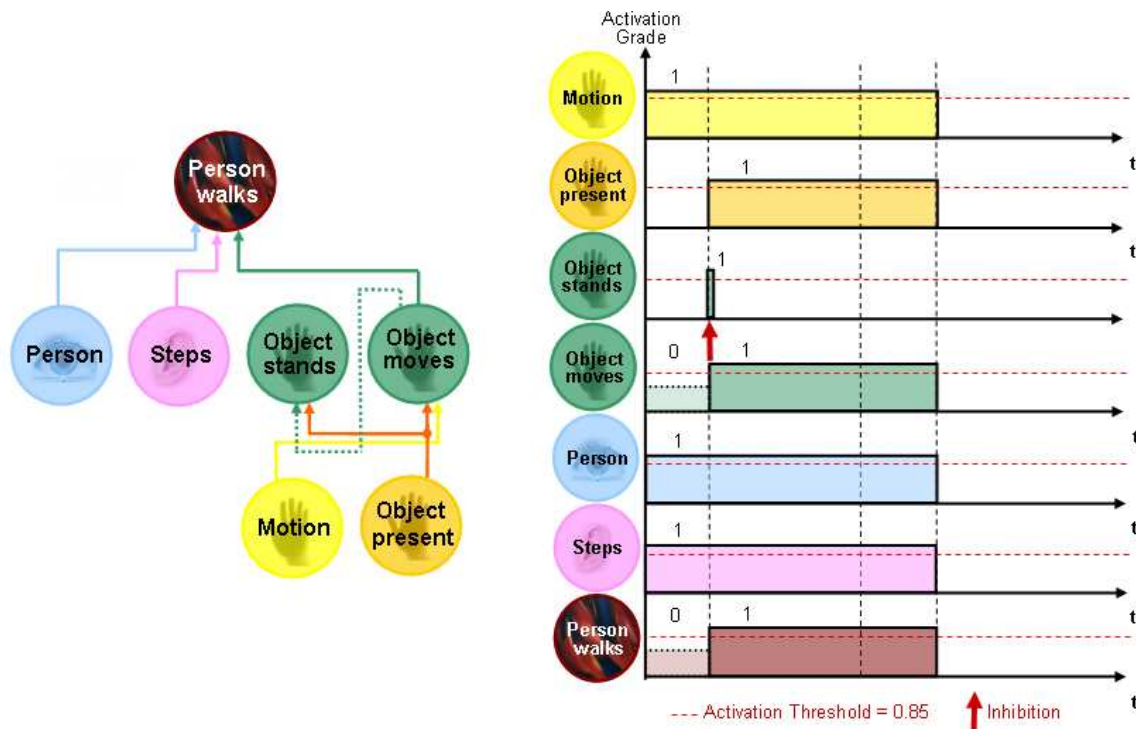 Person
walks
Person
Steps
Object
stands
Object
moves
Motion
Object
present
Activation
Grade
Motion
1
t
Object
present
1
t
Object
stands
1
t
Object
moves
0 1
t
Person
1
t
Steps
1
t
Person
walks
0 1
t
--- Activation Threshold = 0.85 Inhibition